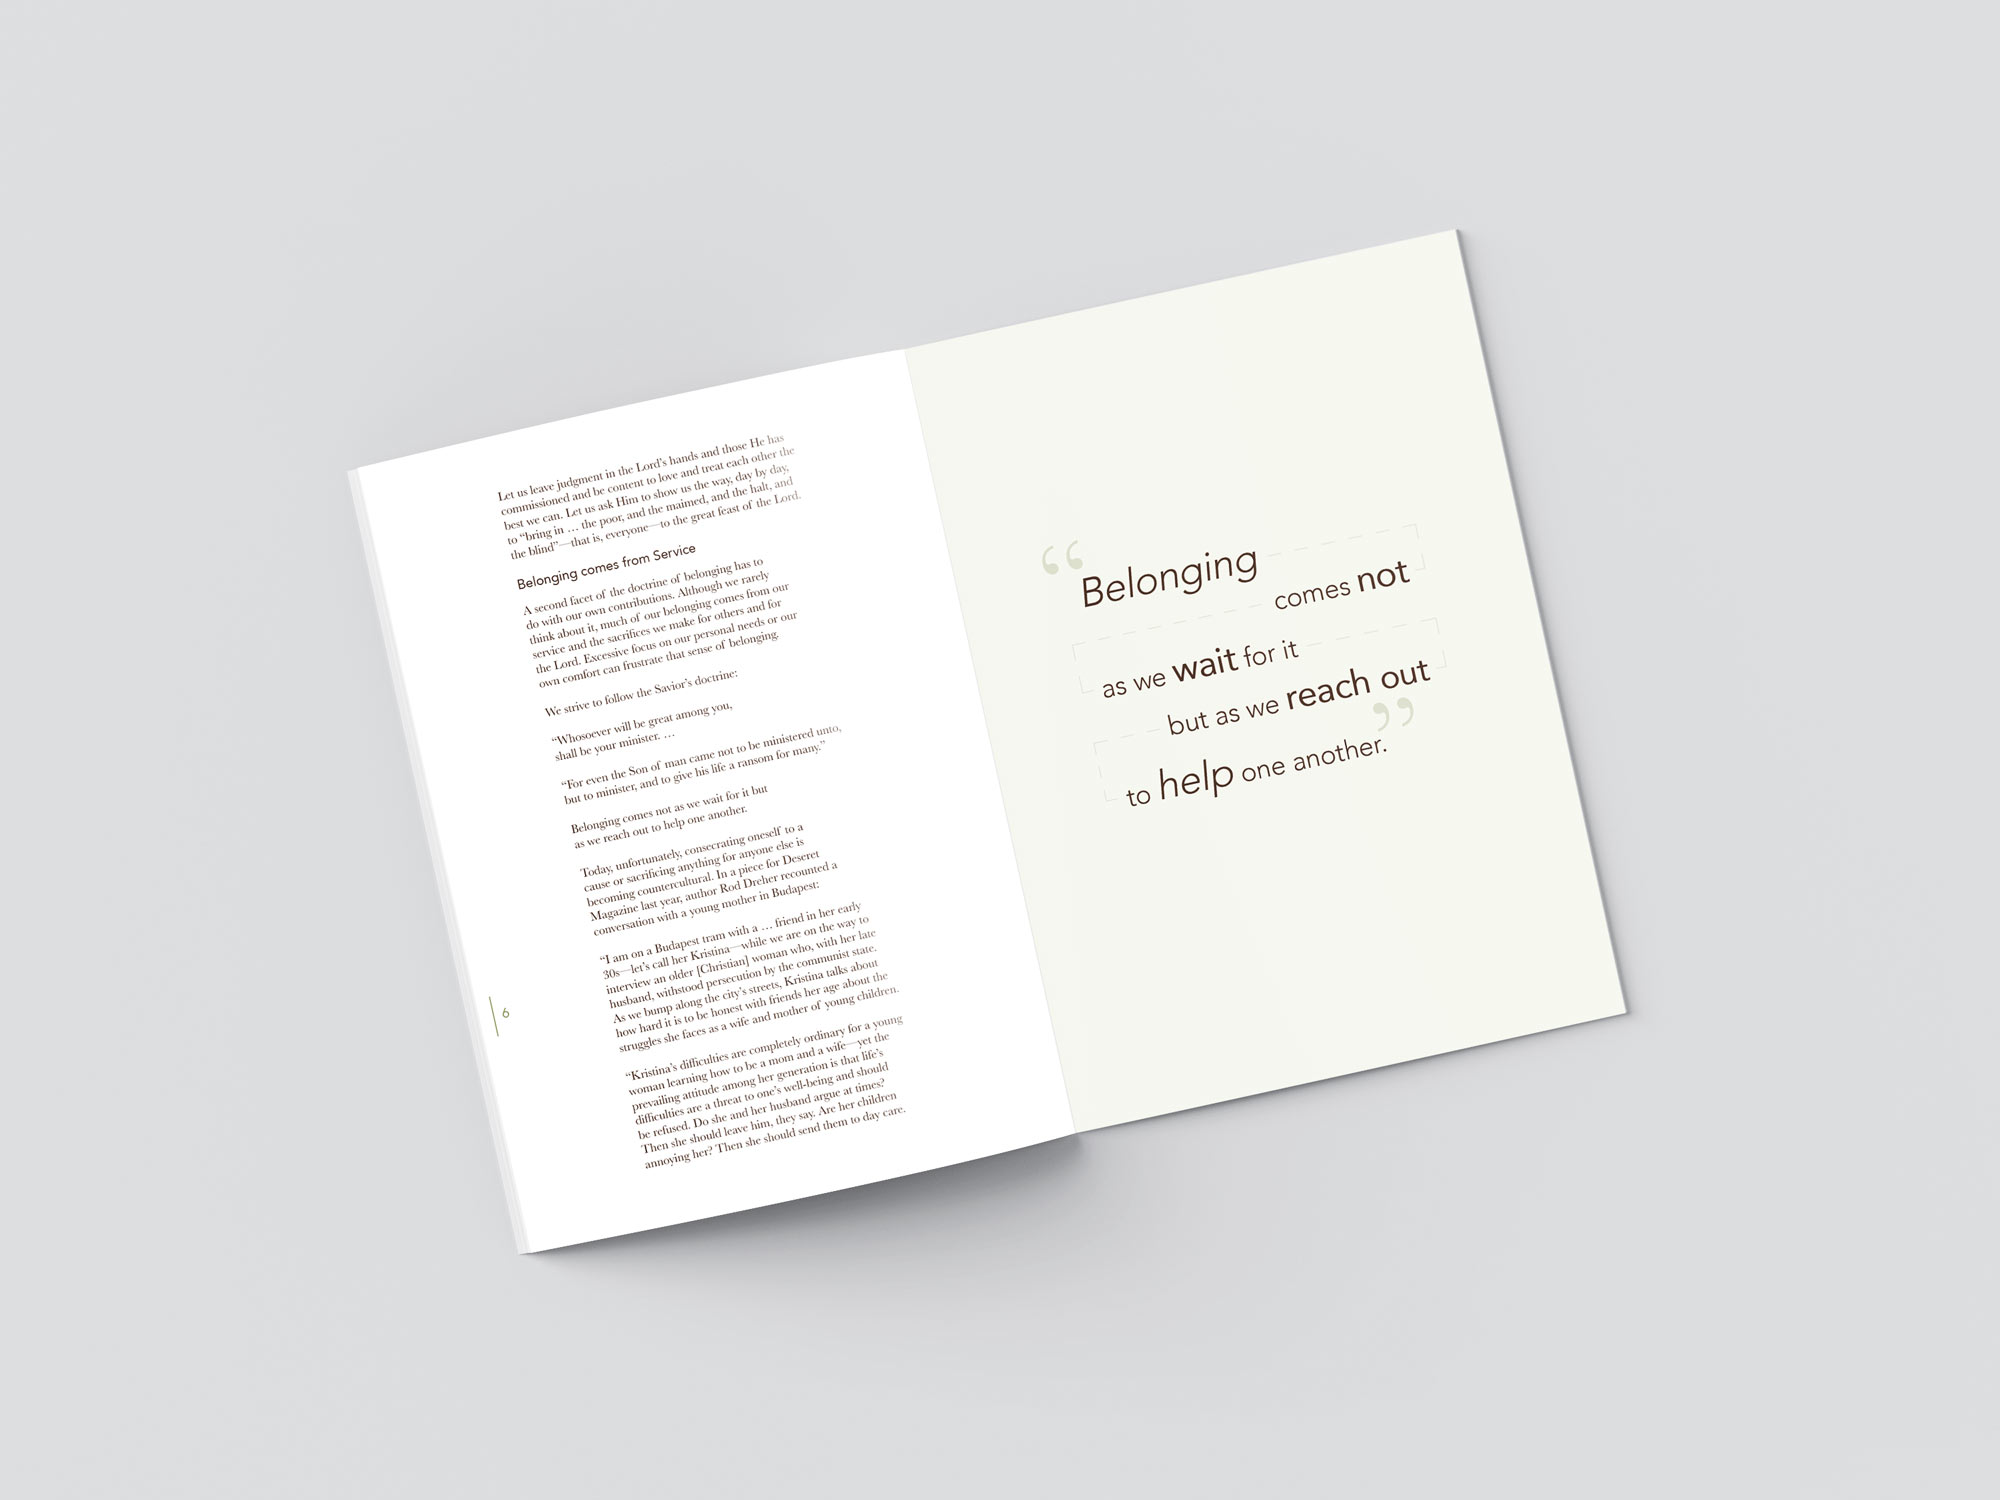 Let us leave judgment in the Lord’s hands and those He has
commissioned and be content to love and treat each other the
best we can. Let us ask Him to show us the way, day by day,
to “bring in … the poor, and the maimed, and the halt, and
the blind”—that is, everyone—to the great feast of the Lord.
Belonging comes from Service
A second facet of the doctrine of belonging has to
do with our own contributions. Although we rarely
think about it, much of our belonging comes from our
service and the sacrifices we make for others and for
the Lord. Excessive focus on our personal needs or our
own comfort can frustrate that sense of belonging.
We strive to follow the Savior’s doctrine:
“Whosoever will be great among you,
shall be your minister. …
“For even the Son of man came not to be ministered unto,
but to minister, and to give his life a ransom for many.”
Belonging comes not as we wait for it but
as we reach out to help one another.
Today, unfortunately, consecrating oneself to a
cause or sacrificing anything for anyone else is
becoming countercultural. In a piece for Deseret
Magazine last year, author Rod Dreher recounted a
conversation with a young mother in Budapest:
“I am on a Budapest tram with a … friend in her early
30s—let’s call her Kristina—while we are on the way to
interview an older [Christian] woman who, with her late
husband, withstood persecution by the communist state.
As we bump along the city’s streets, Kristina talks about
how hard it is to be honest with friends her age about the
struggles she faces as a wife and mother of young children.
“Kristina’s difficulties are completely ordinary for a young
woman learning how to be a mom and a wife—yet the
prevailing attitude among her generation is that life’s
difficulties are a threat to one’s well-being and should
be refused. Do she and her husband argue at times?
Then she should leave him, they say. Are her children
annoying her? Then she should send them to day care.
6
“Belonging
comes not
as we wait for it
but as we reach out
to help one another.”